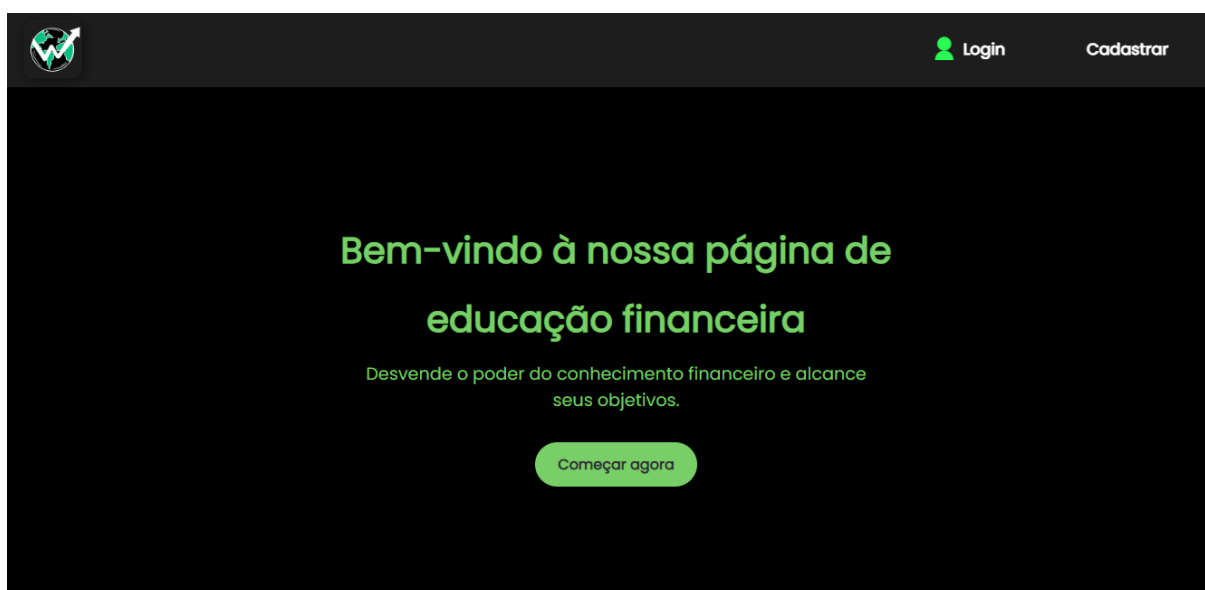 Login
Cadastrar
Bem-vindo à nossa página de
educação financeira
Desvende o poder do conhecimento financeiro e alcance
seus objetivos.
Começar agora